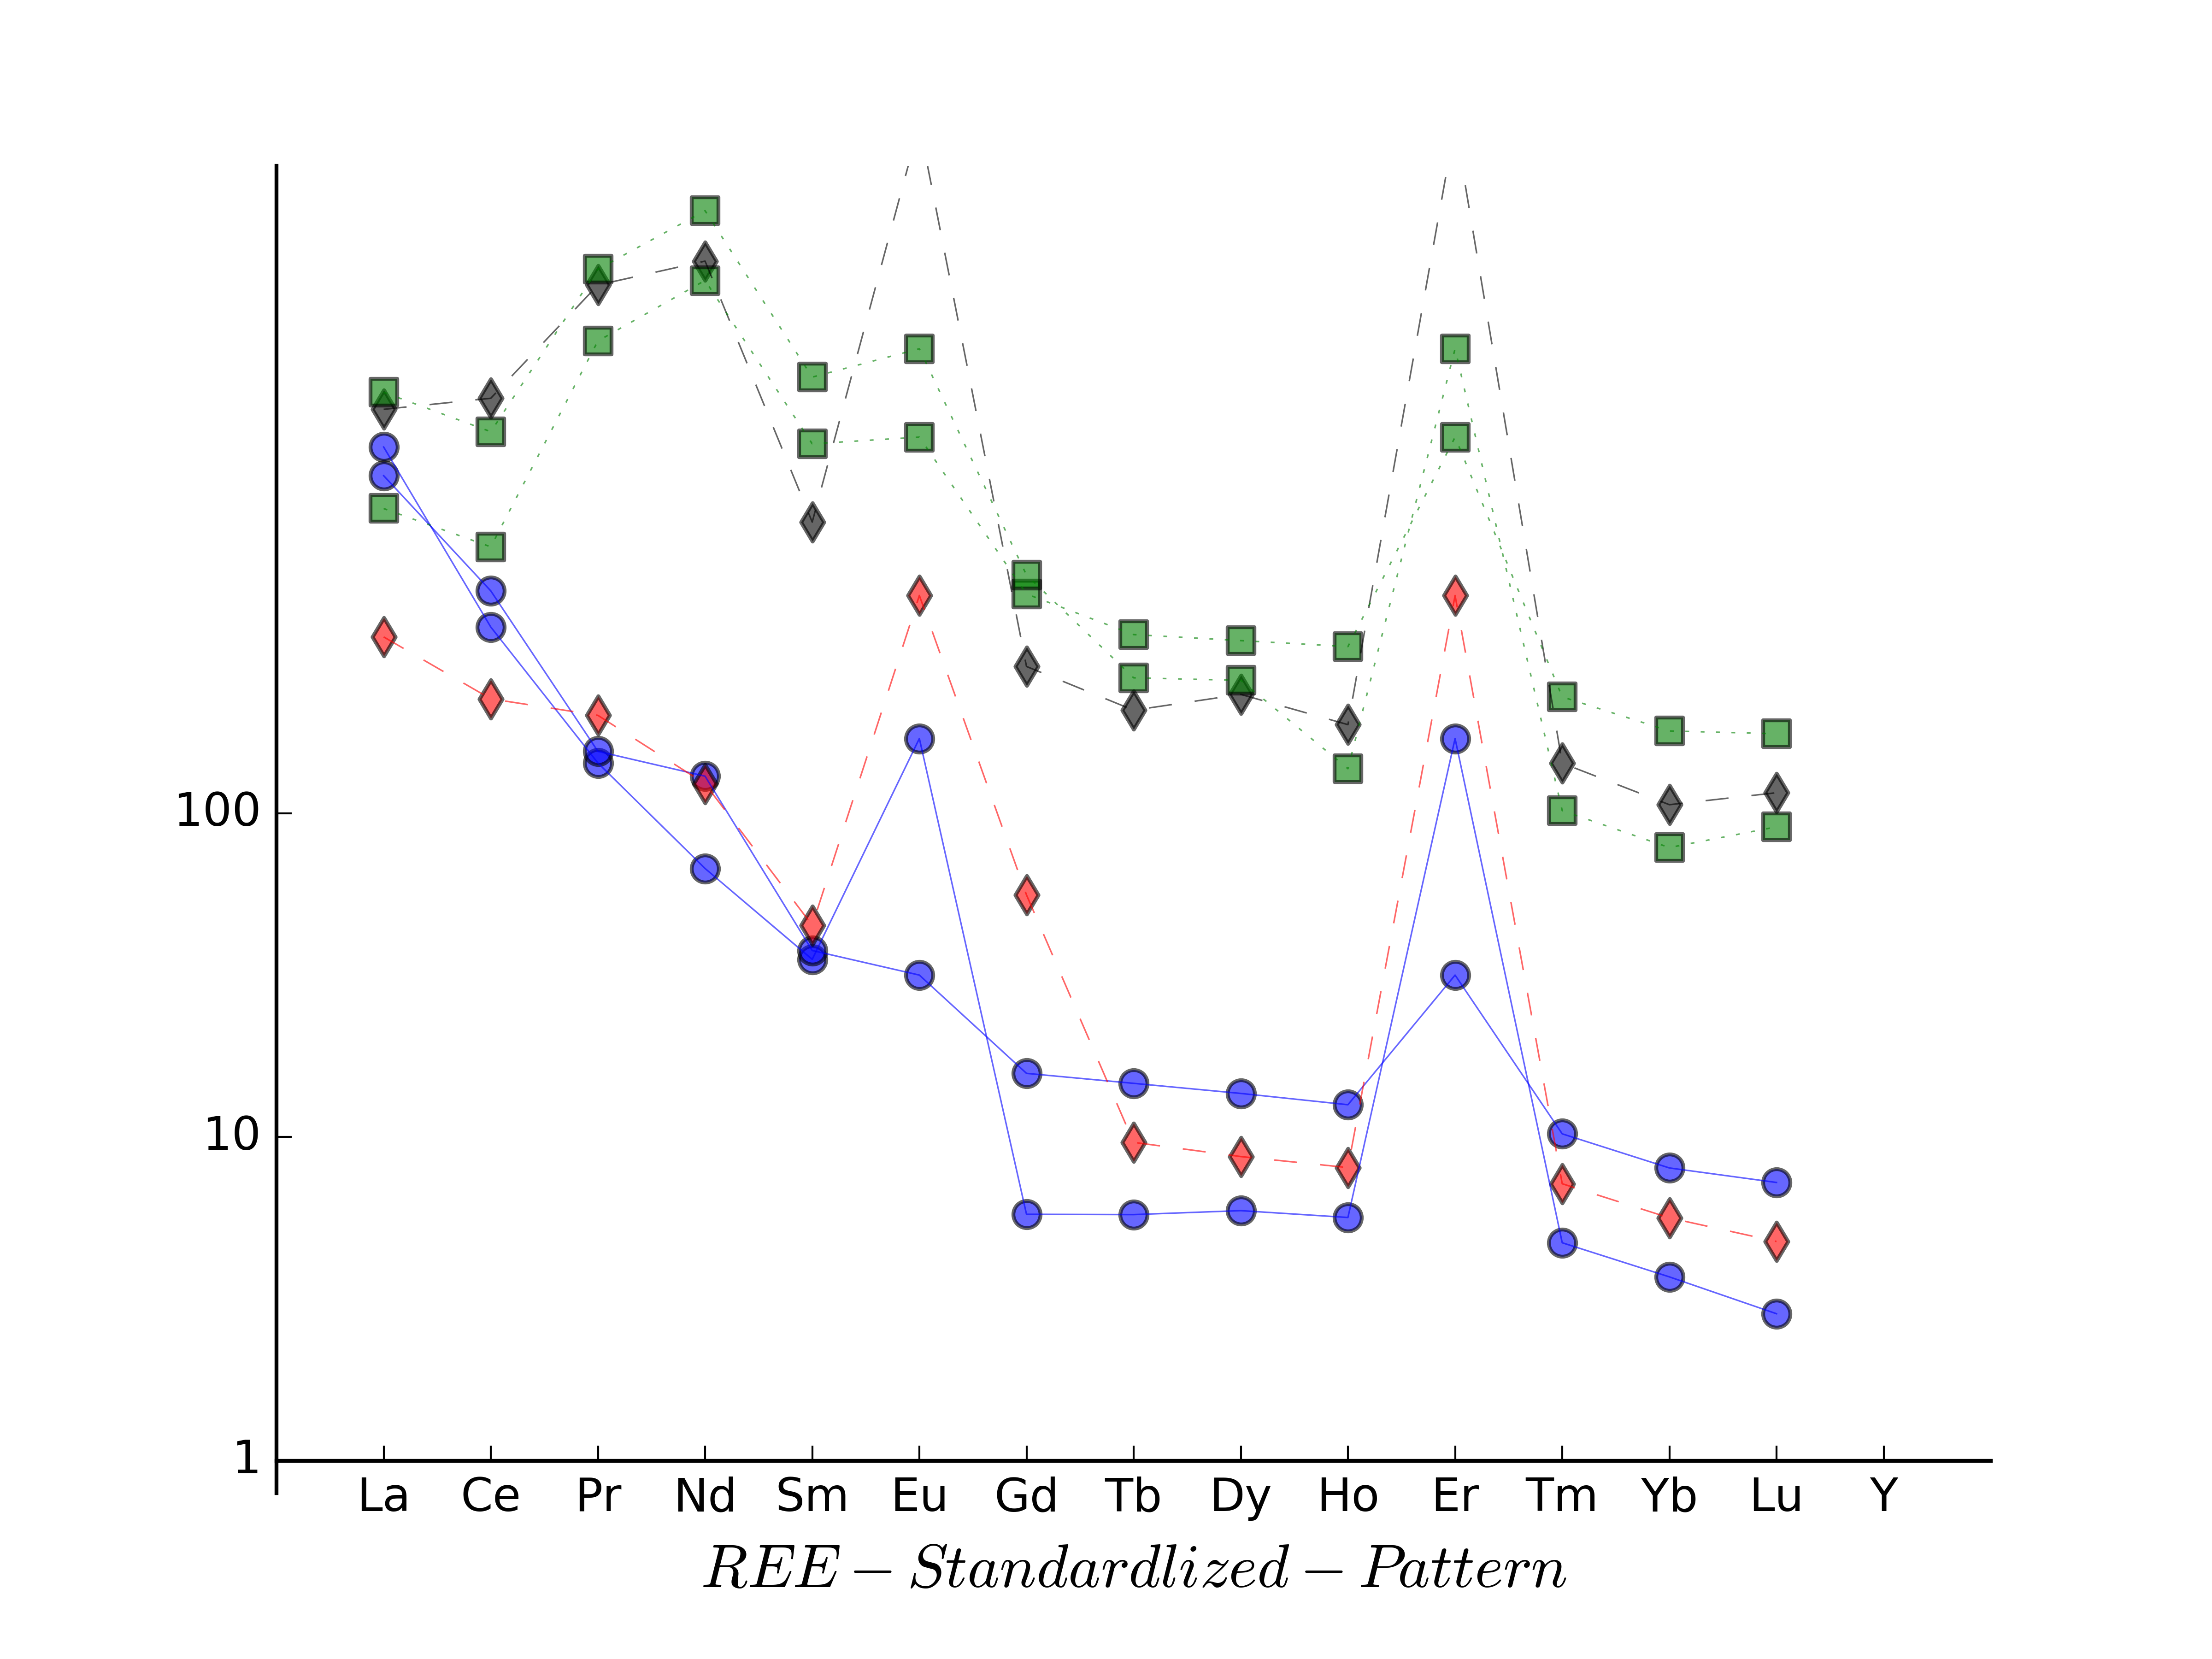 100
10
1
La Ce Pr Nd Sm Eu Gd Tb Dy Ho Er Tm Yb Lu Y
REE − Standardlized − Pattern